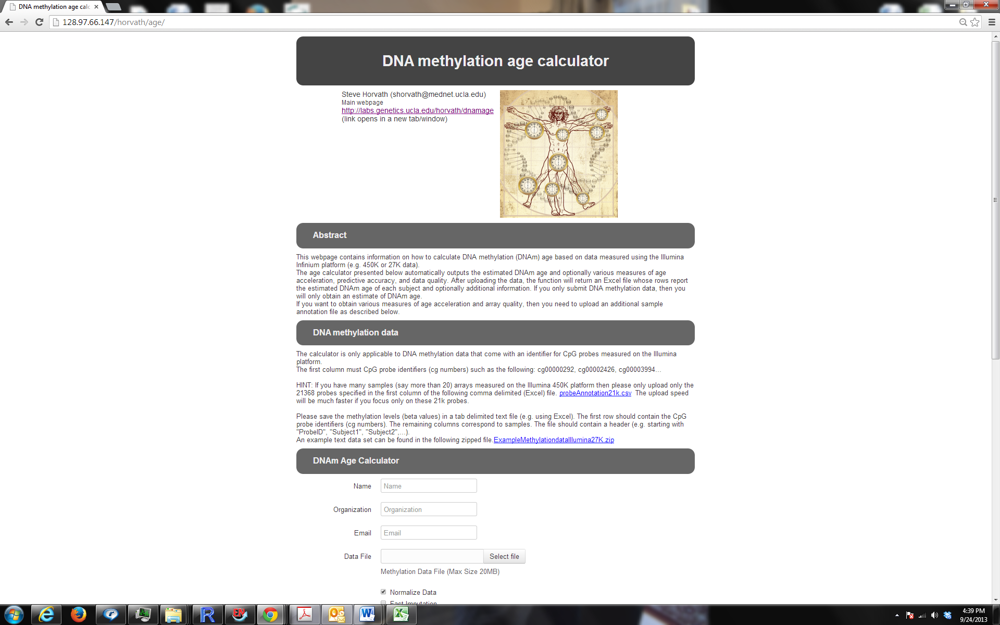 DNA methylation age calc
128.97.66.147/horvath/age/
DNA methylation age calculator
Steve Horvath (shorvath@mednet.ucla.edu)
Main webpage
http://labs.genetics.ucla.edu/horvath/dnamage
(link opens in a new tab/window)
Abstract
This webpage contains information on how to calculate DNA methylation (DNAm) age based on data measured using the Illumina
Infinium platform (e.g. 450K or 27K data).
The age calculator presented below automatically outputs the estimated DNAm age and optionally various measures of age
acceleration, predictive accuracy, and data quality. After uploading the data, the function will return an Excel file whose rows report
the estimated DNAm age of each subject and optionally additional information. If you only submit DNA methylation data, then you
will only obtain an estimate of DNAm age.
If you want to obtain various measures of age acceleration and array quality, then you need to upload an additional sample
annotation file as described below.
DNA methylation data
The calculator is only applicable to DNA methylation data that come with an identifier for CpG probes measured on the Illumina
platform.
The first column must CpG probe identifiers (cg numbers) such as the following: cg00000292, cg00002426, cg00003994...
HINT: If you have many samples (say more than 20) arrays measured on the Illumina 450K platform then please only upload only the
21368 probes specified in the first column of the following comma delimited (Excel) file. probeAnnotation21k.csv The upload speed
will be much faster if you focus only on these 21k probes.
Please save the methylation levels (beta values) in a tab delimited text file (e.g. using Excel). The first row should contain the CpG
probe identifiers (cg numbers). The remaining columns correspond to samples. The file should contain a header (e.g. starting with
"ProbeID", "Subject1", "Subject2",...).
An example text data set can be found in the following zipped file.ExampleMethylationdataIllumina27K.zip
DNAm Age Calculator
Name Name
Organization Organization
Email Email
Data File Select file
Methylation Data File (Max Size 20MB)
Normalize Data
Fast Imputation
4:39 PM
9/24/2013